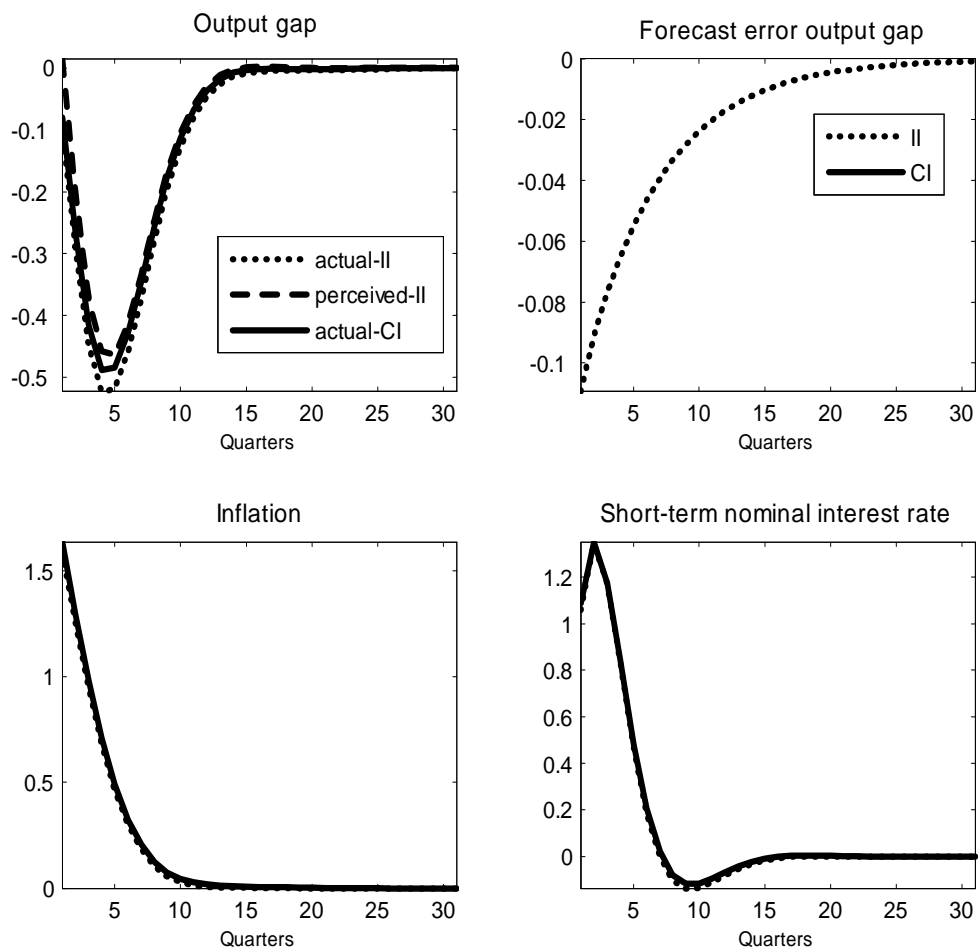 Output gap
0
-0.1
-0.2
-0.3
-0.4
-0.5
actual-II
perceived-II
actual-CI
5 10 15 20 25 30
Quarters
Forecast error output gap
0
-0.02
-0.04
-0.06
-0.08
-0.1
II
CI
5 10 15 20 25 30
Quarters
Inflation
1.5
1
0.5
0
5 10 15 20 25 30
Quarters
Short-term nominal interest rate
1.2
1
0.8
0.6
0.4
0.2
0
5 10 15 20 25 30
Quarters